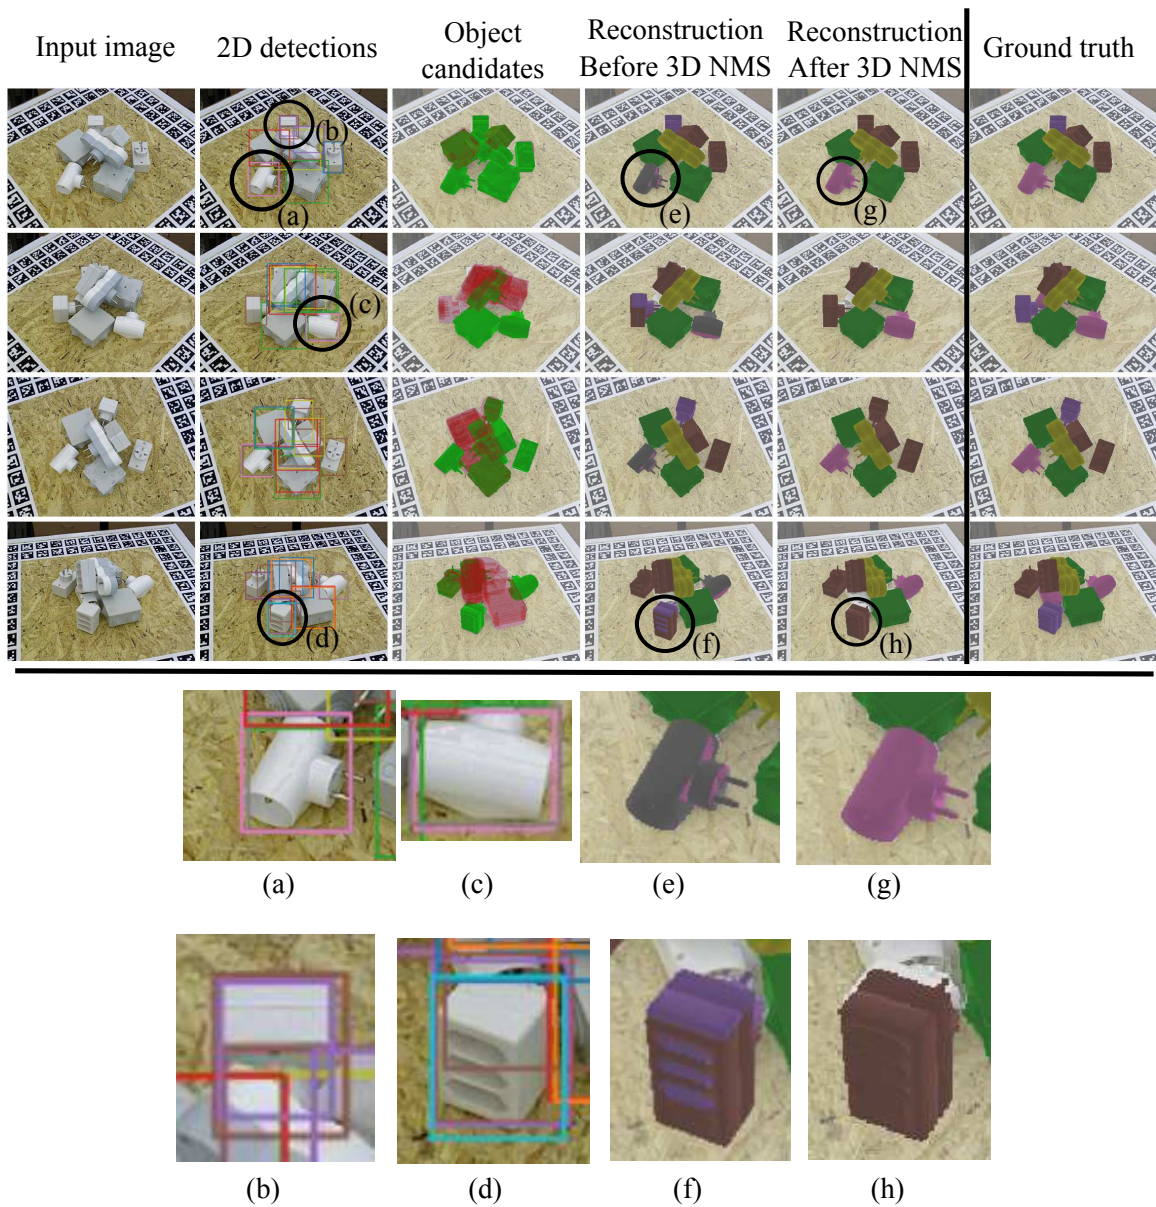 Input image
2D detections
Object
candidates
Reconstruction
Before 3D NMS
Reconstruction
After 3D NMS
Ground truth
(b)
(a)
(e)
(g)
(c)
(d)
(f)
(h)
(a)
(c)
(e)
(g)
(b)
(d)
(f)
(h)